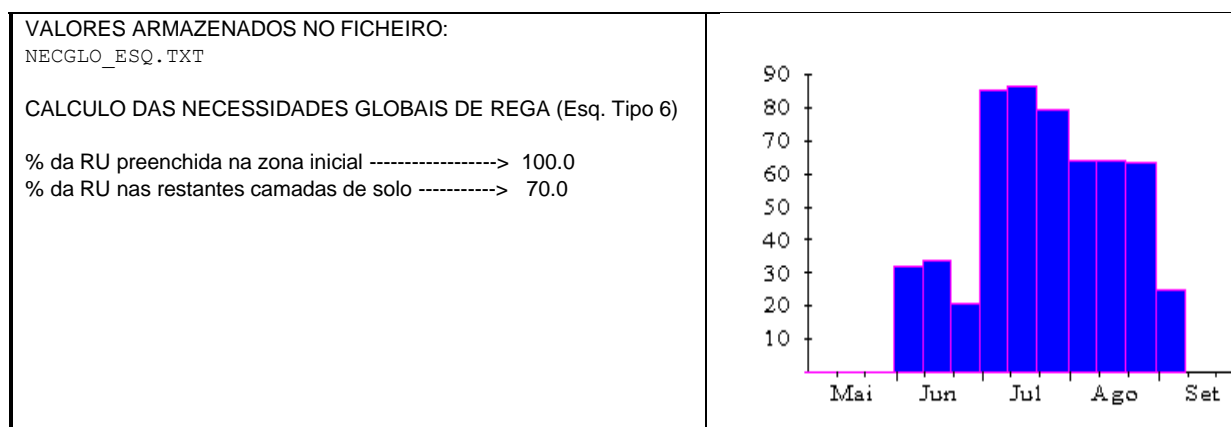 VALORES ARMAZENADOS NO FICHEIRO:
NECGLO_ESQ.TXT
CALCULO DAS NECESSIDADES GLOBAIS DE REGA (Esq. Tipo 6)
% da RU preenchida na zona inicial ------------------> 100.0
% da RU nas restantes camadas de solo -----------> 70.0
90
80
70
60
50
40
30
20
10
Mai Jun Jul Ago Set